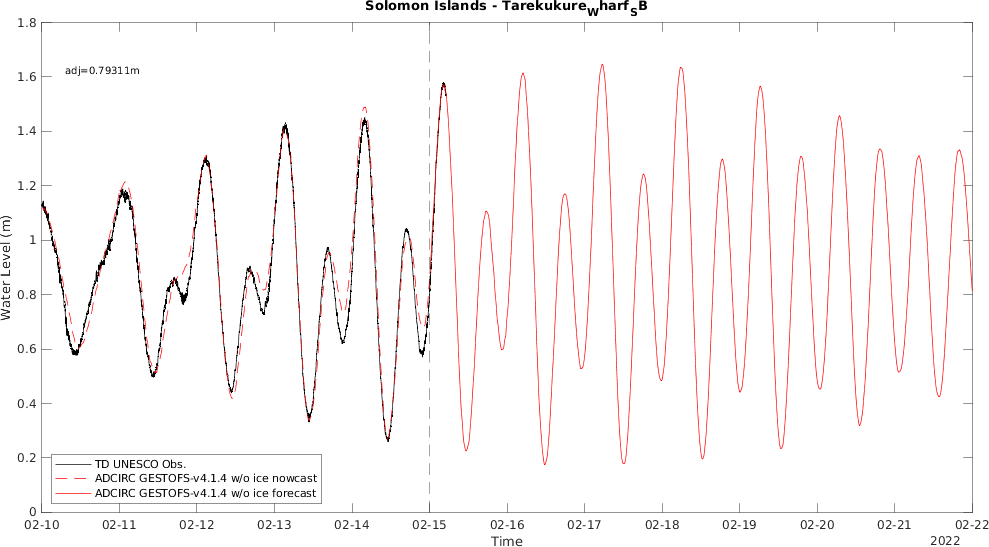 Solomon Islands - TarekukureWharfSB
1.8
1.6
1.4
1.2
1
0.8
0.6
0.4
0.2
0
Water Level (m)
adj=0.79311m
TD UNESCO Obs.
ADCIRC GESTOFS-v4.1.4 w/o ice nowcast
ADCIRC GESTOFS-v4.1.4 w/o ice forecast
02-10 02-11 02-12 02-13 02-14 02-15 02-16 02-17 02-18 02-19 02-20 02-21 02-22
Time
2022